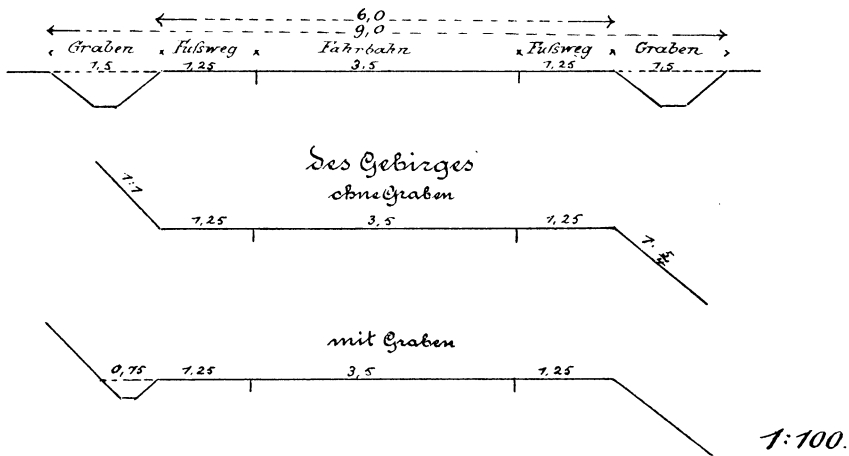 6,0
9,0
Graben Fußweg Fahrbahn Fußweg Graben
1,5 1,25 3,5 1,25 1,5
des Gebirges
ohne Graben
1:1
1,25 3,5 1,25
mit Graben
0,75 1,25 3,5 1,25
1:100.